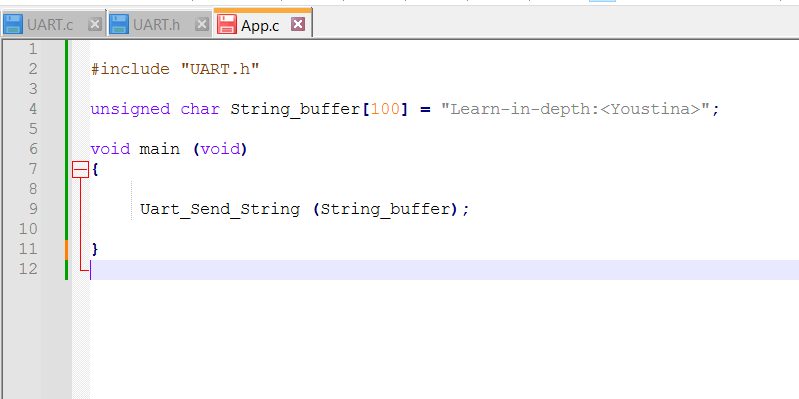 UART.c UART.h App.c
1
2 #include "UART.h"
3
4 unsigned char String_buffer[100] = "Learn-in-depth:<Youstina>";
5
6 void main (void)
7 {
8
9 Uart_Send_String (String_buffer);
10
11 }
12